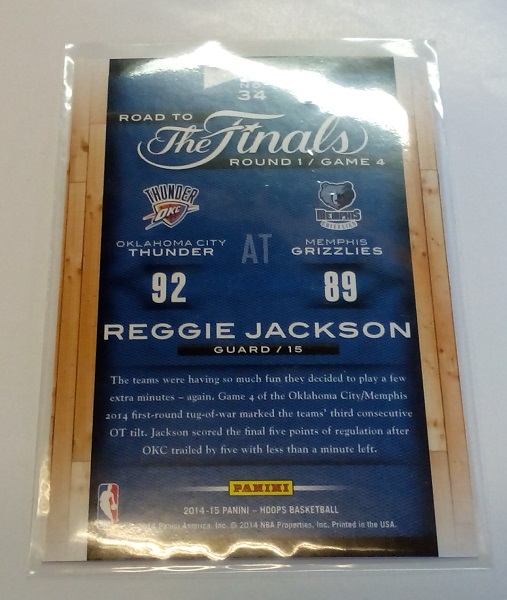 34
ROAD TO
The Finals
ROUND 1 / GAME 4
THUNDER
OKC
MEMPHIS
GRIZZLIES
OKLAHOMA CITY
THUNDER
AT
MEMPHIS
GRIZZLIES
92
89
REGGIE JACKSON
GUARD / 15
The teams were having so much fun they decided to play a few
extra minutes – again. Game 4 of the Oklahoma City/Memphis
2014 first-round tug-of-war marked the teams' third consecutive
OT tilt. Jackson scored the final five points of regulation after
OKC trailed by five with less than a minute left.
PANINI
2014-15 PANINI – HOOPS BASKETBALL
Panini America, Inc. © 2014 NBA Properties, Inc. Printed in the USA.